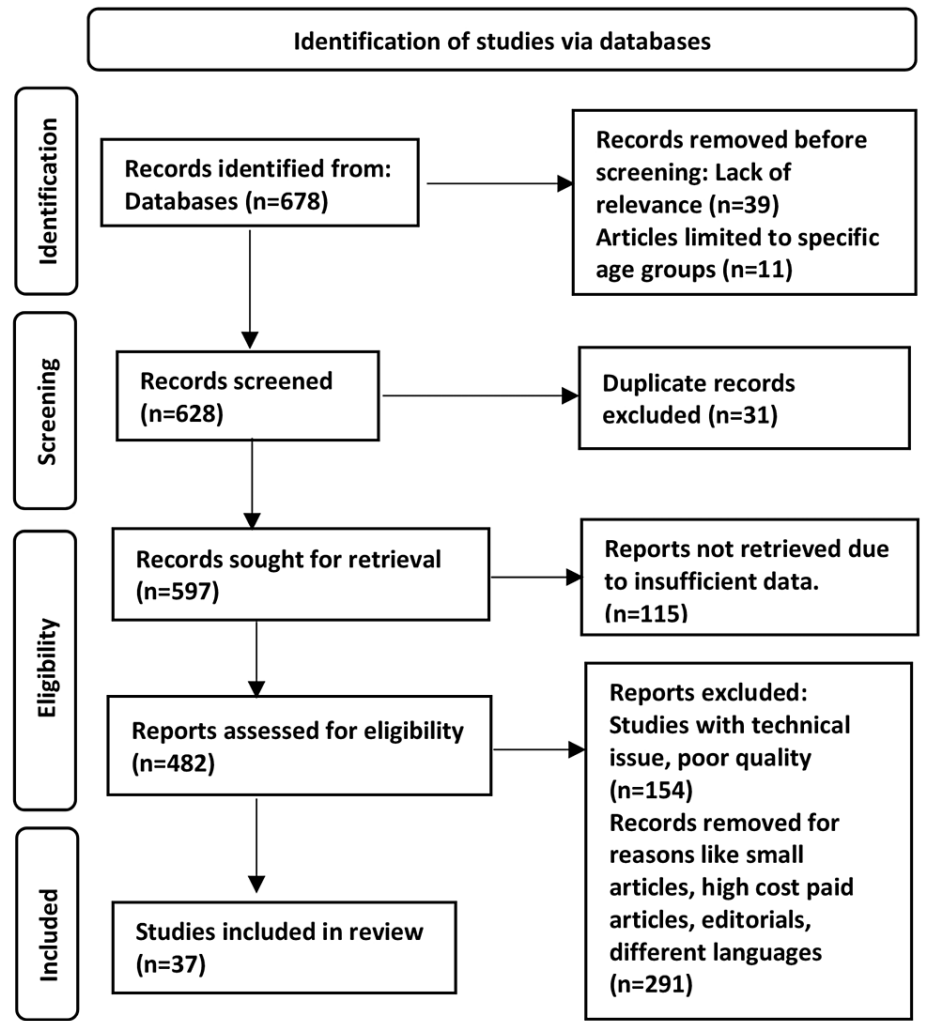 Identification of studies via databases
Identification
Records identified from:
Databases (n=678)
Records removed before
screening: Lack of
relevance (n=39)
Articles limited to specific
age groups (n=11)
Screening
Records screened
(n=628)
Duplicate records
excluded (n=31)
Eligibility
Records sought for retrieval
(n=597)
Reports not retrieved due
to insufficient data.
(n=115)
Reports assessed for eligibility
(n=482)
Reports excluded:
Studies with technical
issue, poor quality
(n=154)
Records removed for
reasons like small
articles, high cost paid
articles, editorials,
different languages
(n=291)
Included
Studies included in review
(n=37)